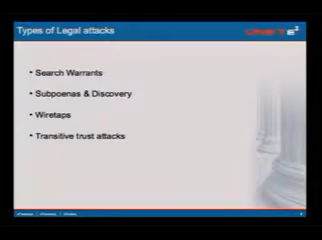 Types of Legal attacks
• Search Warrants
• Subpoenas & Discovery
• Wiretaps
• Transitive trust attacks